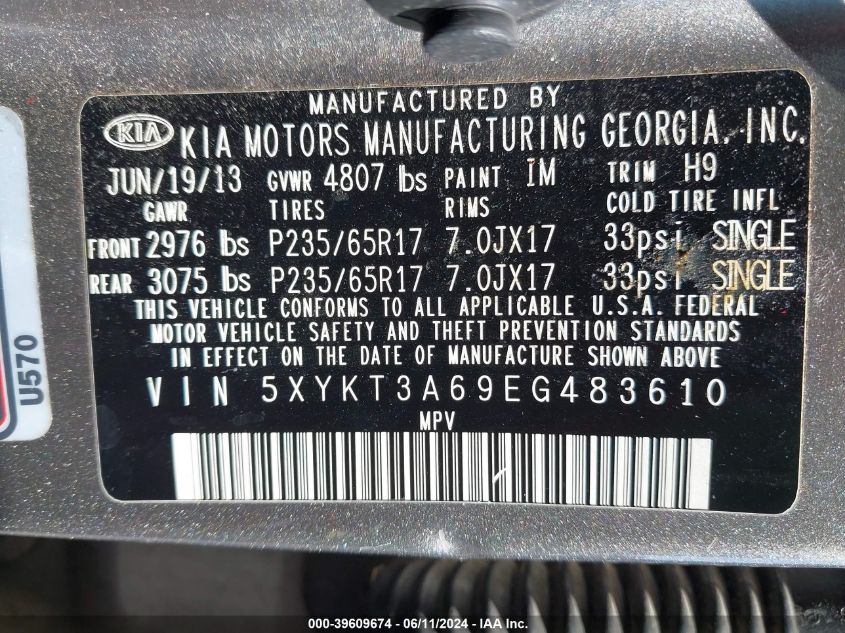 MANUFACTURED BY
KIA KIA MOTORS MANUFACTURING GEORGIA, INC.
JUN/19/13 GVWR 4807 lbs PAINT IM TRIM H9
GAWR TIRES RIMS COLD TIRE INFL
FRONT 2976 lbs P235/65R17 7.0JX17 33psi SINGLE
REAR 3075 lbs P235/65R17 7.0JX17 33psi SINGLE
THIS VEHICLE CONFORMS TO ALL APPLICABLE U.S.A. FEDERAL
MOTOR VEHICLE SAFETY AND THEFT PREVENTION STANDARDS
IN EFFECT ON THE DATE OF MANUFACTURE SHOWN ABOVE.
VIN 5XYKT3A69EG483610
MPV
U570
000-39609674 - 06/11/2024 - IAA Inc.